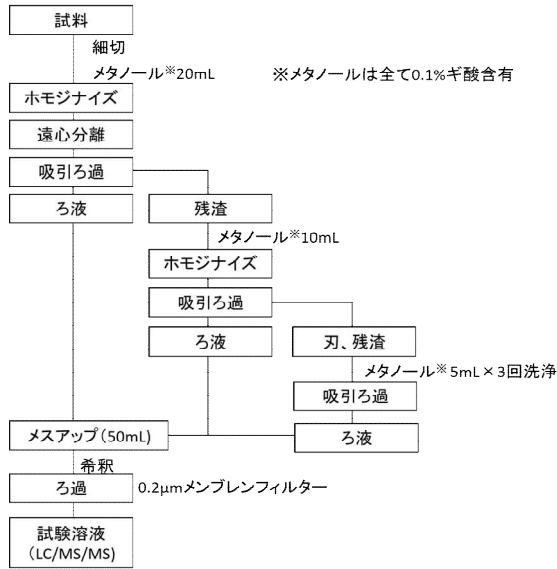 試料
細切
メタノール※20mL
※メタノールは全て0.1%ギ酸含有
ホモジナイズ
遠心分離
吸引ろ過
ろ液
残渣
メタノール※10mL
ホモジナイズ
吸引ろ過
ろ液
刃、残渣
メタノール※5mL×3回洗浄
吸引ろ過
メスアップ(50mL)
ろ液
希釈
ろ過
0.2μmメンブレンフィルター
試験溶液
(LC/MS/MS)